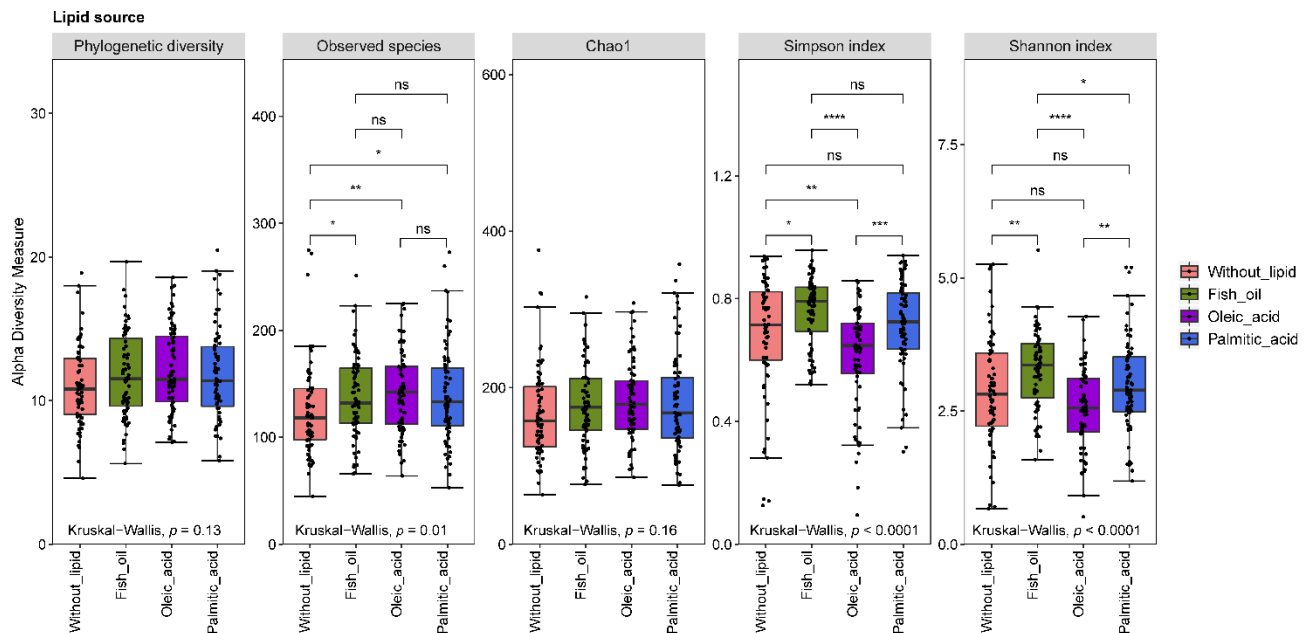 Lipid source
Phylogenetic diversity
Observed species
Chao1
Simpson index
Shannon index
Alpha Diversity Measure
30
20
10
0
Kruskal−Wallis, p = 0.13
Without_lipid
Fish_oil
Oleic_acid
Palmitic_acid
400
300
200
100
0
ns
ns
*
**
*
ns
Kruskal−Wallis, p = 0.01
Without_lipid
Fish_oil
Oleic_acid
Palmitic_acid
600
400
200
0
Kruskal−Wallis, p = 0.16
Without_lipid
Fish_oil
Oleic_acid
Palmitic_acid
1.2
0.8
0.4
0.0
ns
****
ns
**
*
***
Kruskal−Wallis, p < 0.0001
Without_lipid
Fish_oil
Oleic_acid
Palmitic_acid
7.5
5.0
2.5
0.0
*
****
ns
ns
**
**
Kruskal−Wallis, p < 0.0001
Without_lipid
Fish_oil
Oleic_acid
Palmitic_acid
Without_lipid
Fish_oil
Oleic_acid
Palmitic_acid